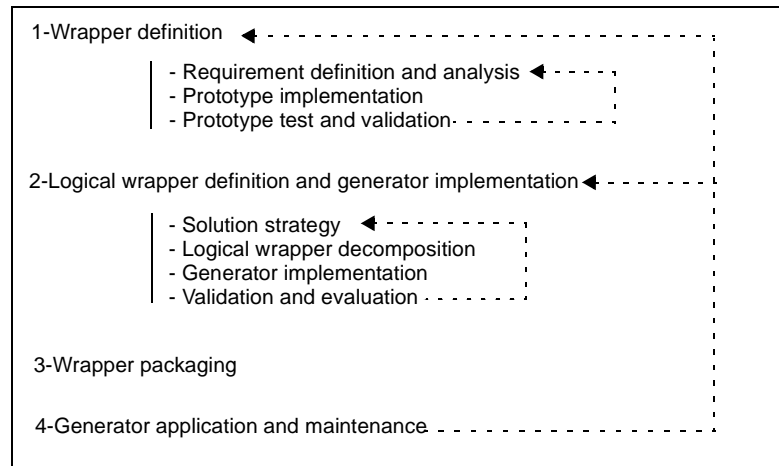 1-Wrapper definition
- Requirement definition and analysis
- Prototype implementation
- Prototype test and validation
2-Logical wrapper definition and generator implementation
- Solution strategy
- Logical wrapper decomposition
- Generator implementation
- Validation and evaluation
3-Wrapper packaging
4-Generator application and maintenance